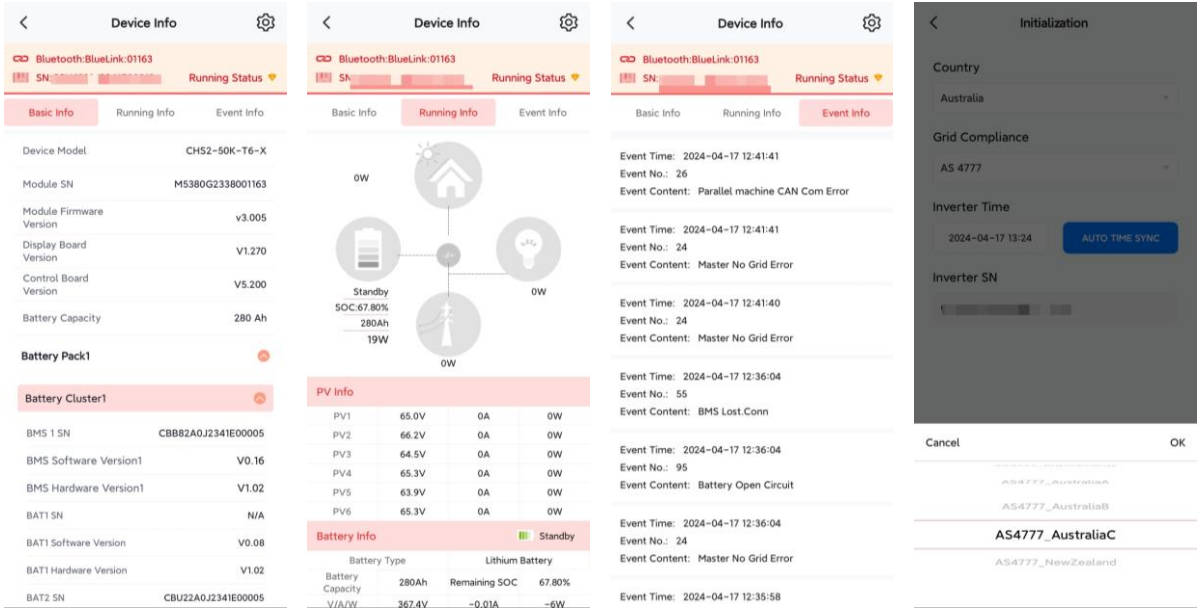 Device Info
Bluetooth:BlueLink:01163
SN:
Running Status
Basic Info Running Info Event Info
Device Model CHS2-50K-T6-X
Module SN M5380G2338001163
Module Firmware Version v3.005
Display Board Version V1.270
Control Board Version V5.200
Battery Capacity 280 Ah
Battery Pack1
Battery Cluster1
BMS 1 SN CBB82A0J2341E00005
BMS Software Version1 V0.16
BMS Hardware Version1 V1.02
BAT1 SN N/A
BAT1 Software Version V0.08
BAT1 Hardware Version V1.02
BAT2 SN CBU22A0J2341E00005
Device Info
Bluetooth:BlueLink:01163
SN
Running Status
Basic Info Running Info Event Info
0W
Standby
SOC:67.80%
280Ah
19W
0W
0W
PV Info
PV1 65.0V 0A 0W
PV2 66.2V 0A 0W
PV3 64.5V 0A 0W
PV4 65.3V 0A 0W
PV5 63.9V 0A 0W
PV6 65.3V 0A 0W
Battery Info Standby
Battery Type Lithium Battery
Battery Capacity 280Ah Remaining SOC 67.80%
V/A/W 367.4V -0.01A -6W
Device Info
Bluetooth:BlueLink:01163
SN:
Running Status
Basic Info Running Info Event Info
Event Time: 2024-04-17 12:41:41
Event No.: 26
Event Content: Parallel machine CAN Com Error
Event Time: 2024-04-17 12:41:41
Event No.: 24
Event Content: Master No Grid Error
Event Time: 2024-04-17 12:41:40
Event No.: 24
Event Content: Master No Grid Error
Event Time: 2024-04-17 12:36:04
Event No.: 55
Event Content: BMS Lost.Conn
Event Time: 2024-04-17 12:36:04
Event No.: 95
Event Content: Battery Open Circuit
Event Time: 2024-04-17 12:36:04
Event No.: 24
Event Content: Master No Grid Error
Event Time: 2024-04-17 12:35:58
Initialization
Country
Australia
Grid Compliance
AS 4777
Inverter Time
2024-04-17 13:24 AUTO TIME SYNC
Inverter SN
Cancel OK
AS4777_AustraliaA
AS4777_AustraliaB
AS4777_AustraliaC
AS4777_NewZealand